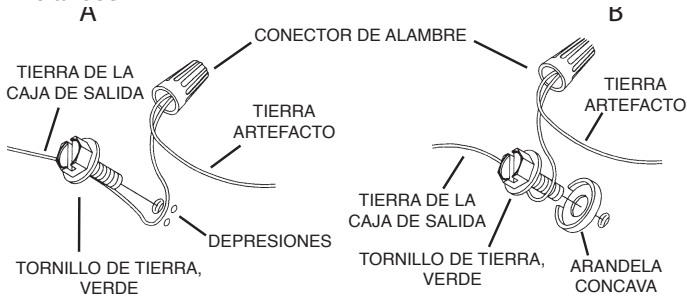 A
B
CONECTOR DE ALAMBRE
TIERRA DE LA
CAJA DE SALIDA
TIERRA
ARTEFACTO
TIERRA
ARTEFACTO
TIERRA DE LA
CAJA DE SALIDA
DEPRESIONES
TORNILLO DE TIERRA,
VERDE
TORNILLO DE TIERRA,
VERDE
ARANDELA
CONCAVA